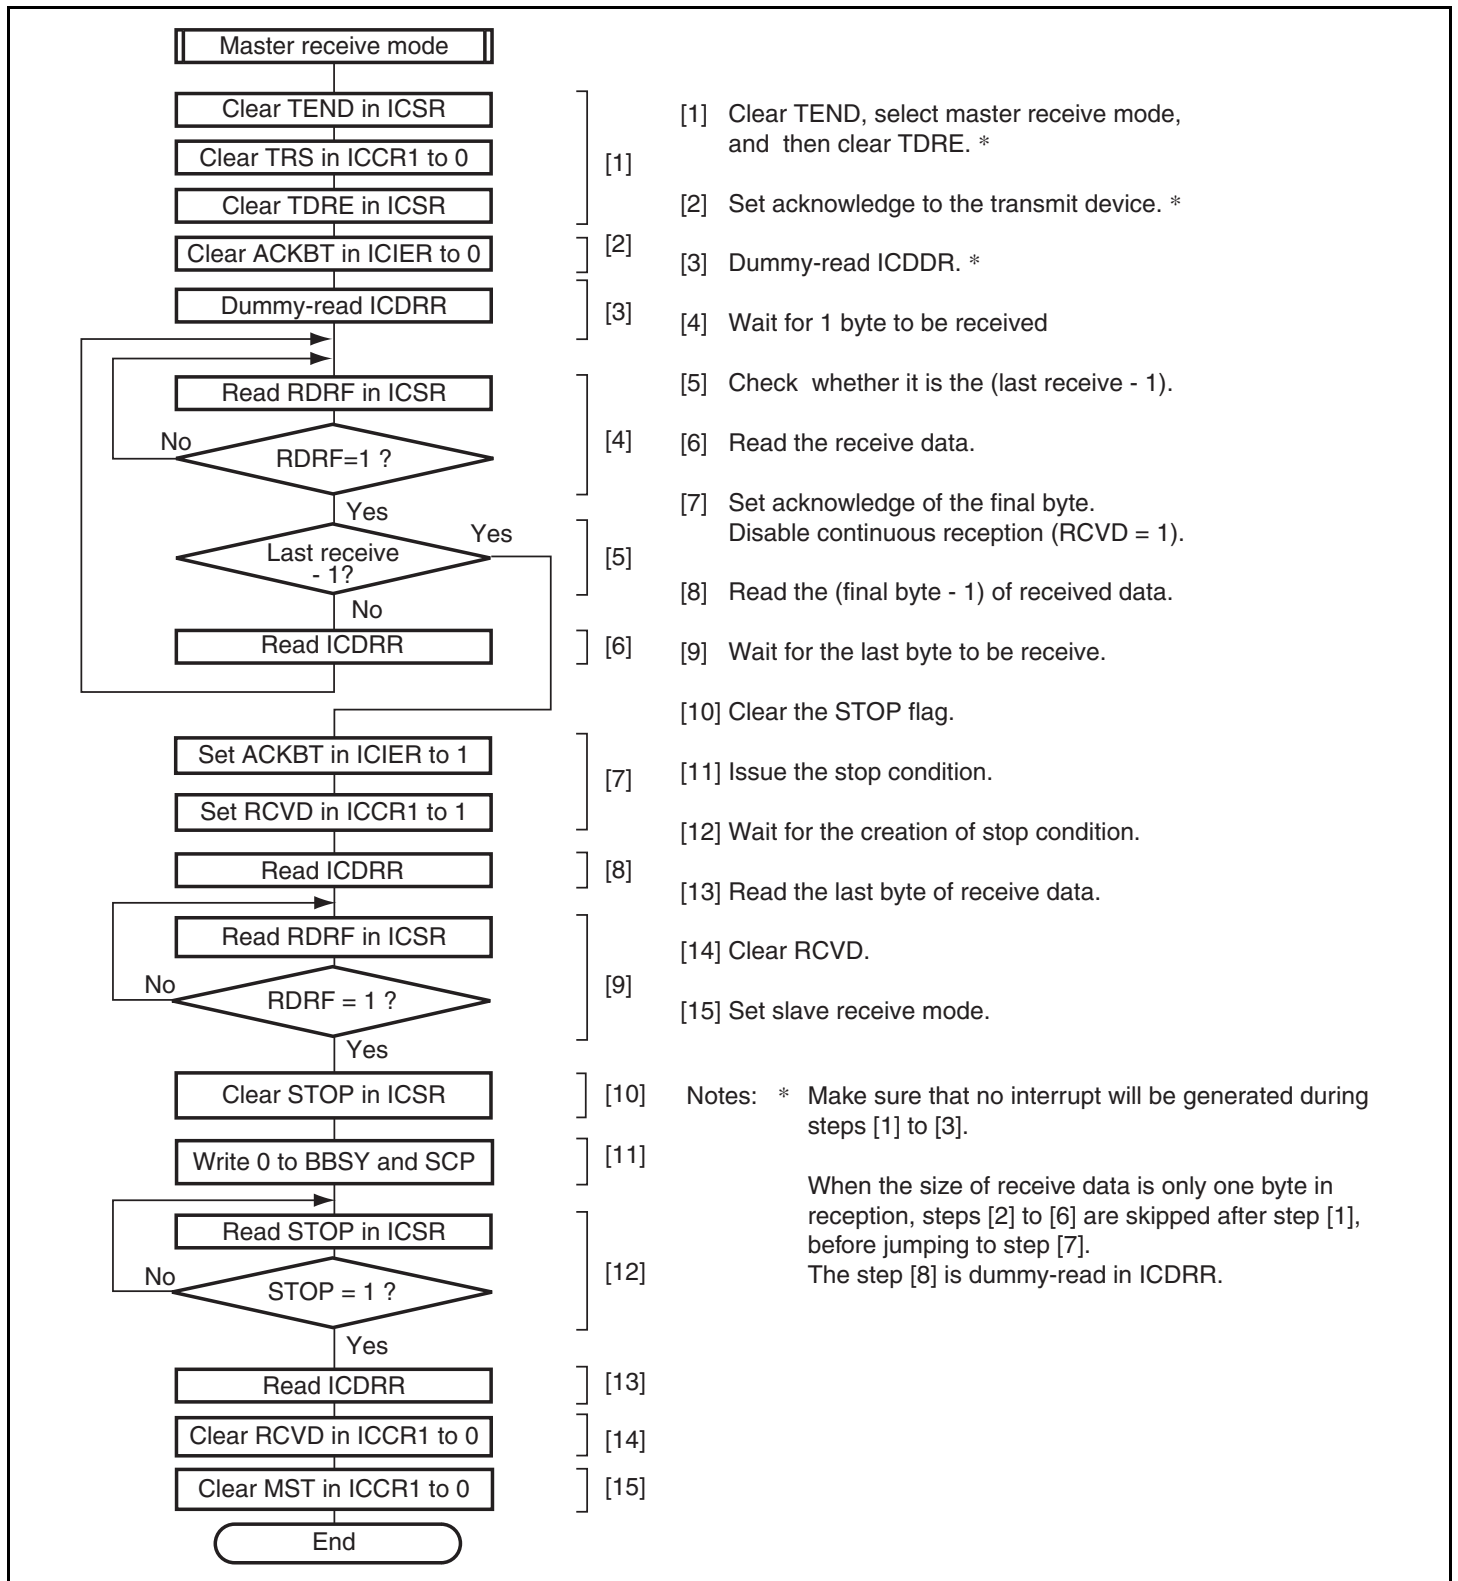 Master receive mode
Clear TEND in ICSR
Clear TRS in ICCR1 to 0
Clear TDRE in ICSR
Clear ACKBT in ICIER to 0
Dummy-read ICDRR
Read RDRF in ICSR
No
RDRF=1 ?
Yes
Yes
Last receive
- 1?
No
Read ICDRR
Set ACKBT in ICIER to 1
Set RCVD in ICCR1 to 1
Read ICDRR
Read RDRF in ICSR
No
RDRF = 1 ?
Yes
Clear STOP in ICSR
Write 0 to BBSY and SCP
Read STOP in ICSR
No
STOP = 1 ?
Yes
Read ICDRR
Clear RCVD in ICCR1 to 0
Clear MST in ICCR1 to 0
End
[1]
[2]
[3]
[4]
[5]
[6]
[7]
[8]
[9]
[10]
[11]
[12]
[13]
[14]
[15]
[1] Clear TEND, select master receive mode,
and then clear TDRE. *
[2] Set acknowledge to the transmit device. *
[3] Dummy-read ICDDR. *
[4] Wait for 1 byte to be received
[5] Check whether it is the (last receive - 1).
[6] Read the receive data.
[7] Set acknowledge of the final byte.
Disable continuous reception (RCVD = 1).
[8] Read the (final byte - 1) of received data.
[9] Wait for the last byte to be receive.
[10] Clear the STOP flag.
[11] Issue the stop condition.
[12] Wait for the creation of stop condition.
[13] Read the last byte of receive data.
[14] Clear RCVD.
[15] Set slave receive mode.
Notes: * Make sure that no interrupt will be generated during
steps [1] to [3].
When the size of receive data is only one byte in
reception, steps [2] to [6] are skipped after step [1],
before jumping to step [7].
The step [8] is dummy-read in ICDRR.